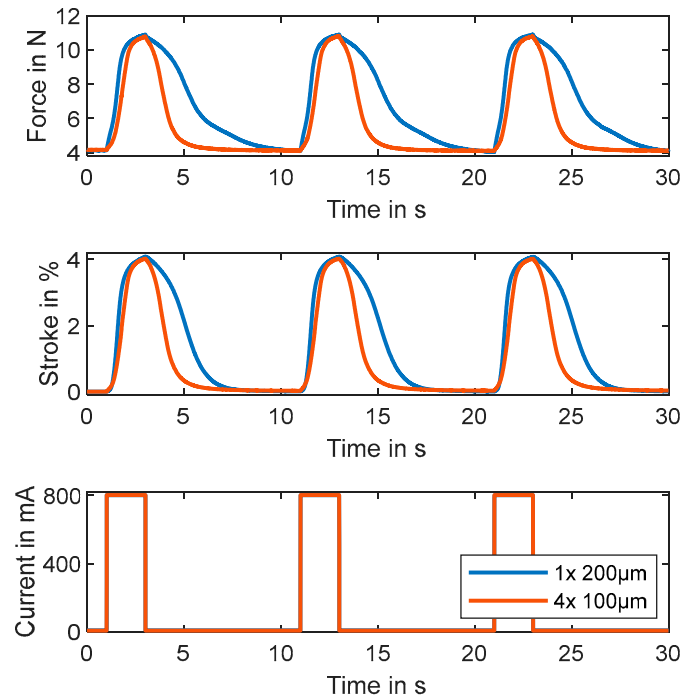 Force in N
12
10
8
6
4
0 5 10 15 20 25 30
Time in s
Stroke in %
4
2
0
0 5 10 15 20 25 30
Time in s
Current in mA
800
400
0
1x 200µm
4x 100µm
0 5 10 15 20 25 30
Time in s